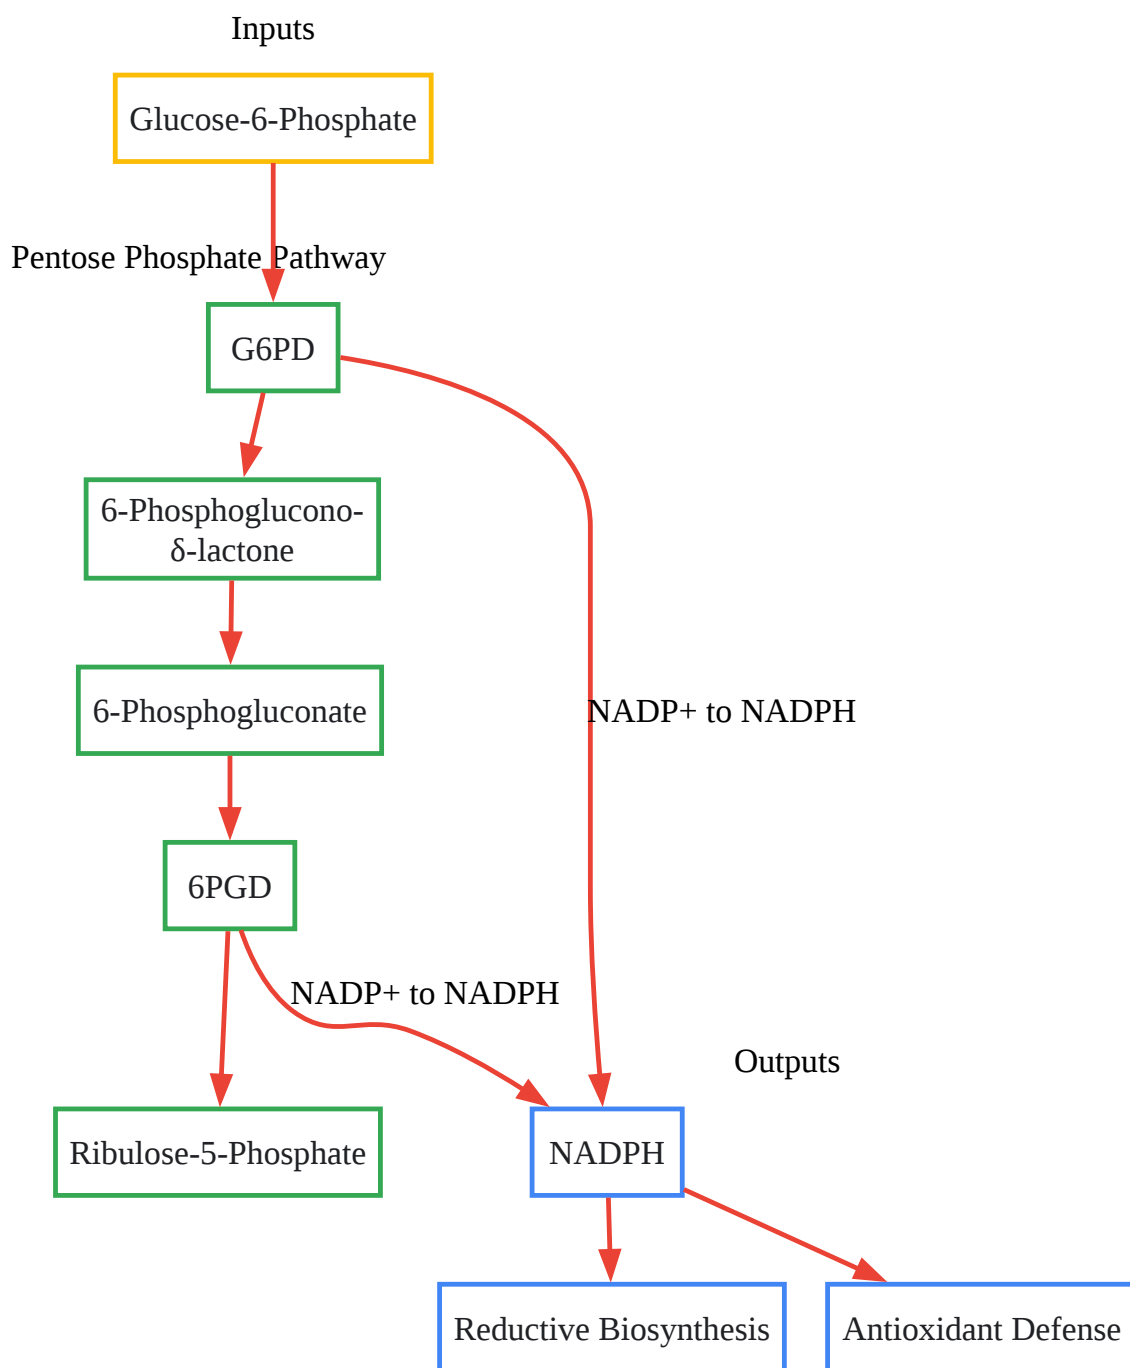 Inputs
Glucose-6-Phosphate
Pentose Phosphate Pathway
G6PD
6-Phosphoglucono-
δ-lactone
6-Phosphogluconate
NADP+ to NADPH
6PGD
NADP+ to NADPH
Outputs
Ribulose-5-Phosphate
NADPH
Reductive Biosynthesis
Antioxidant Defense